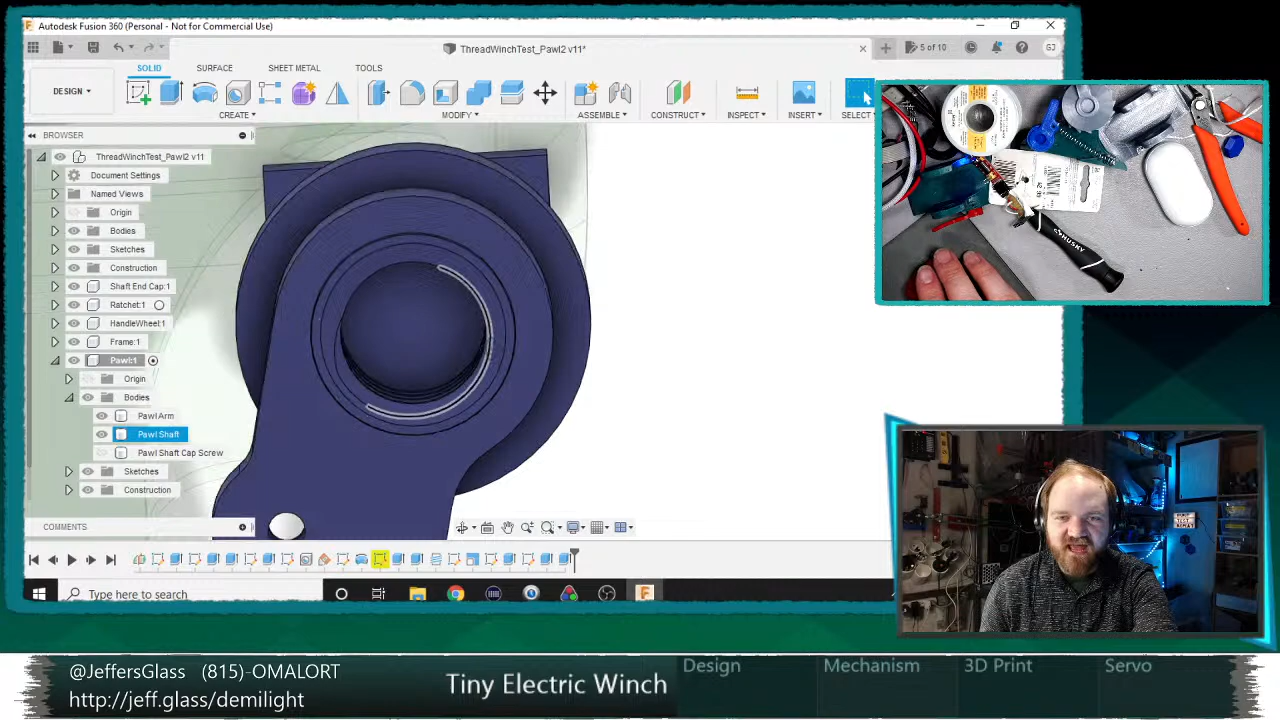 Autodesk Fusion 360 (Personal - Not for Commercial Use)
ThreadWinchTest_Pawl2 v11*
5 of 10
GJ
DESIGN
SOLID
SURFACE
SHEET METAL
TOOLS
CREATE
MODIFY
ASSEMBLE
CONSTRUCT
INSPECT
INSERT
SELECT
BROWSER
ThreadWinchTest_Pawl2 v11
Document Settings
Named Views
Origin
Bodies
Sketches
Construction
Shaft End Cap:1
Ratchet:1
HandleWheel:1
Frame:1
Pawl:1
Origin
Bodies
Pawl Arm
Pawl Shaft
Pawl Shaft Cap Screw
Sketches
Construction
COMMENTS
Type here to search
HUSKY
@JeffersGlass (815)-OMALORT
http://jeff.glass/demilight
Tiny Electric Winch
Design
Mechanism
3D Print
Servo